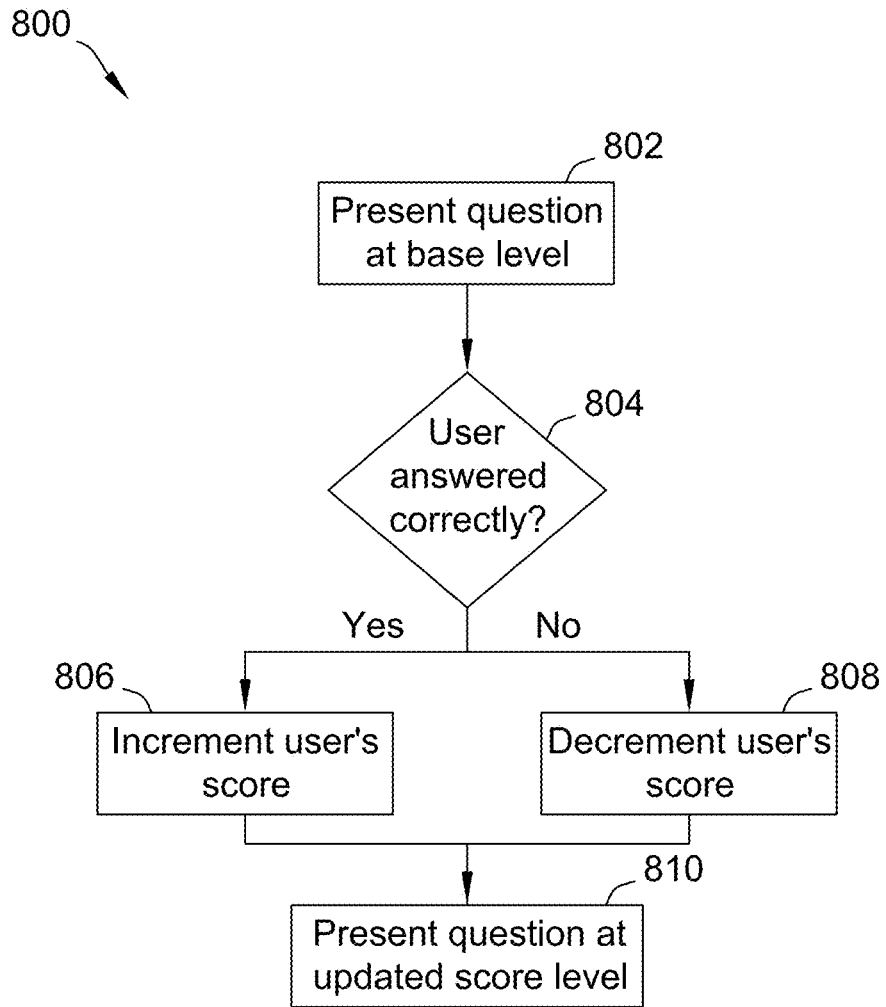 800
802
Present question
at base level
804
User
answered
correctly?
Yes
No
806
808
Increment user's
score
Decrement user's
score
810
Present question at
updated score level